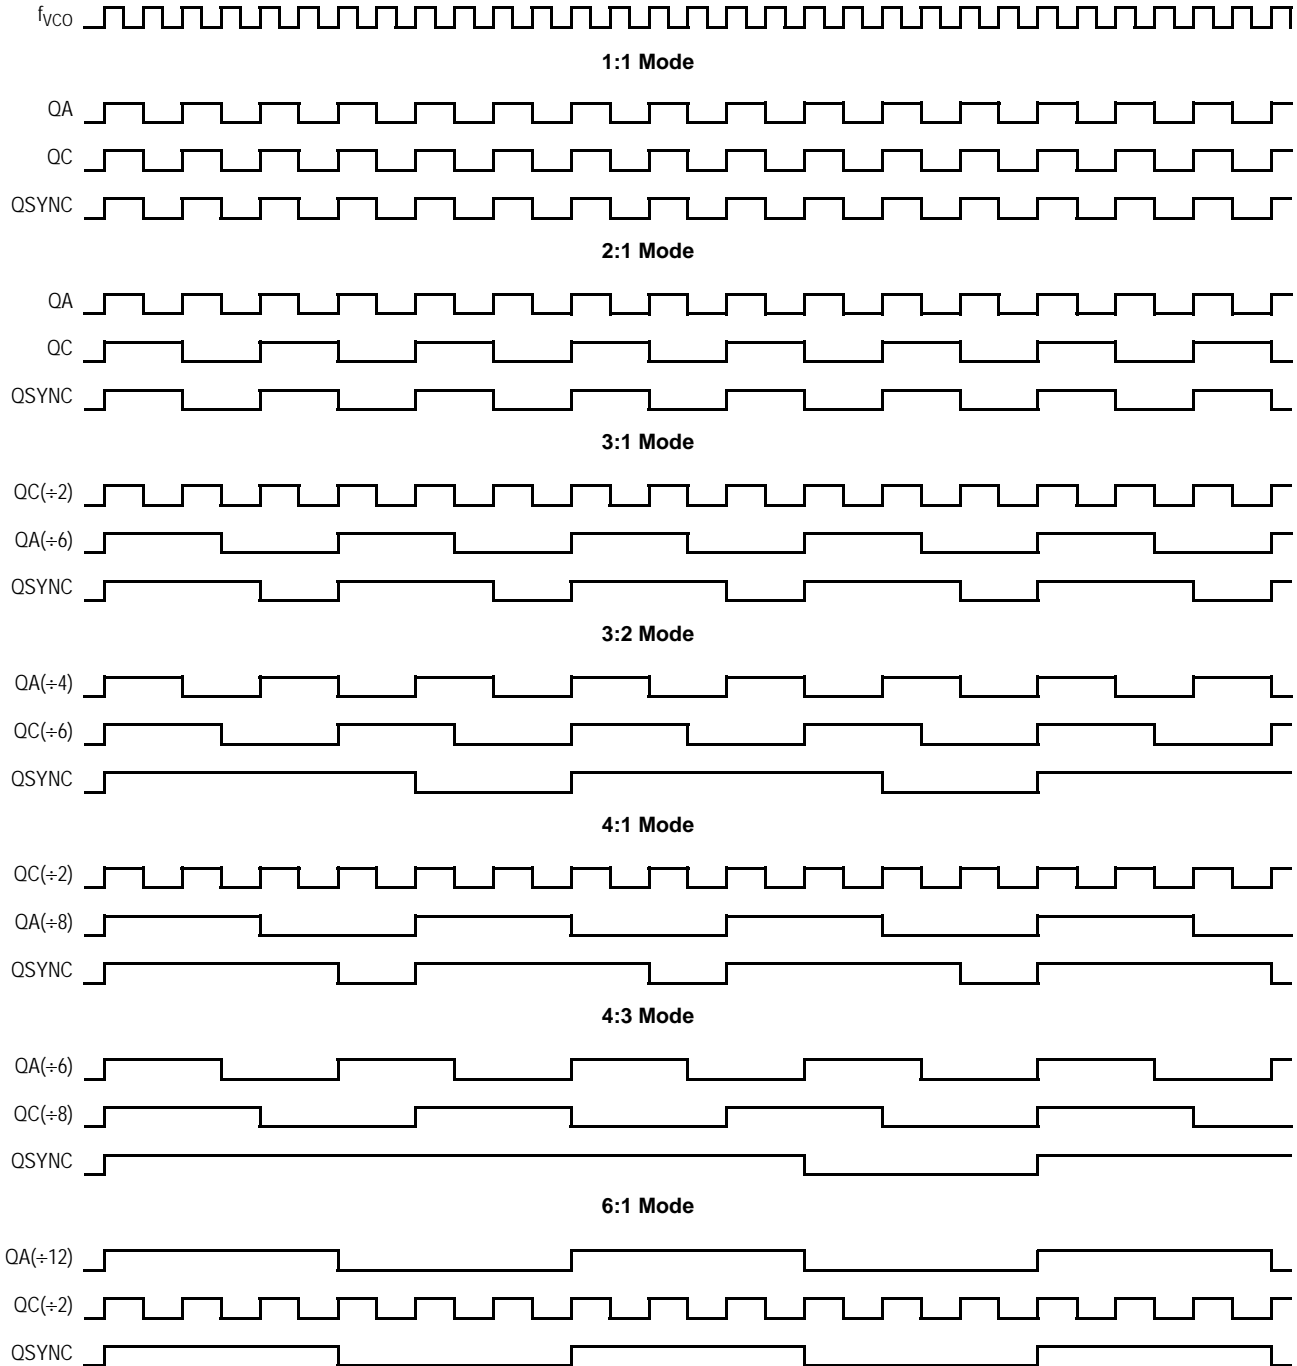 fVCO
1:1 Mode
QA
QC
QSYNC
2:1 Mode
QA
QC
QSYNC
3:1 Mode
QC(÷2)
QA(÷6)
QSYNC
3:2 Mode
QA(÷4)
QC(÷6)
QSYNC
4:1 Mode
QC(÷2)
QA(÷8)
QSYNC
4:3 Mode
QA(÷6)
QC(÷8)
QSYNC
6:1 Mode
QA(÷12)
QC(÷2)
QSYNC